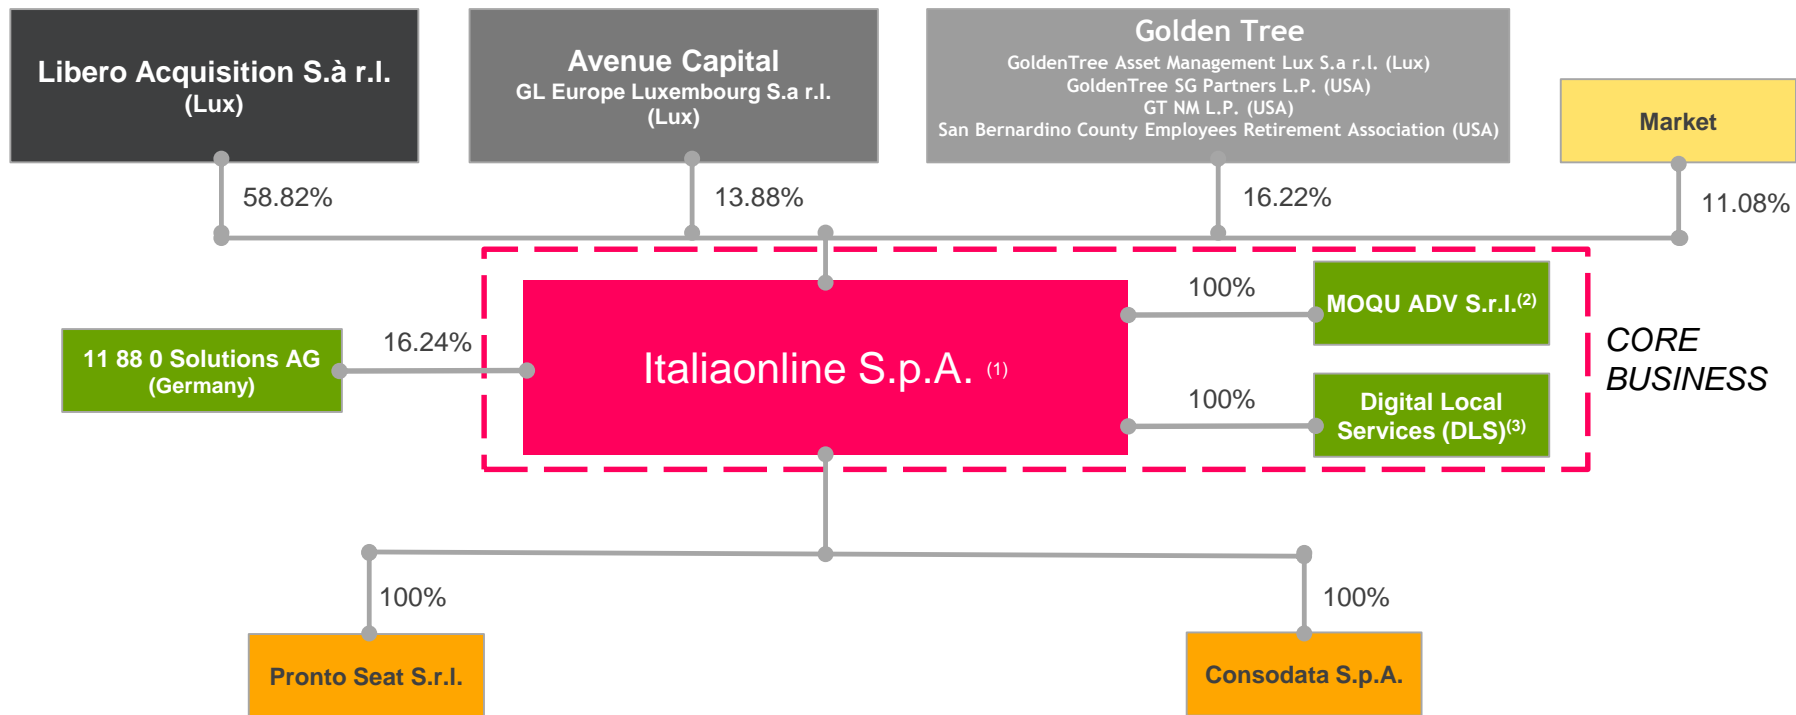 Libero Acquisition S.à r.l.
(Lux)
Avenue Capital
GL Europe Luxembourg S.a r.l.
(Lux)
Golden Tree
GoldenTree Asset Management Lux S.a r.l. (Lux)
GoldenTree SG Partners L.P. (USA)
GT NM L.P. (USA)
San Bernardino County Employees Retirement Association (USA)
Market
58.82%
13.88%
16.22%
11.08%
11 88 0 Solutions AG
(Germany)
16.24%
Italiaonline S.p.A. (1)
100%
MOQU ADV S.r.l.(2)
100%
Digital Local
Services (DLS)(3)
CORE
BUSINESS
100%
100%
Pronto Seat S.r.l.
Consodata S.p.A.